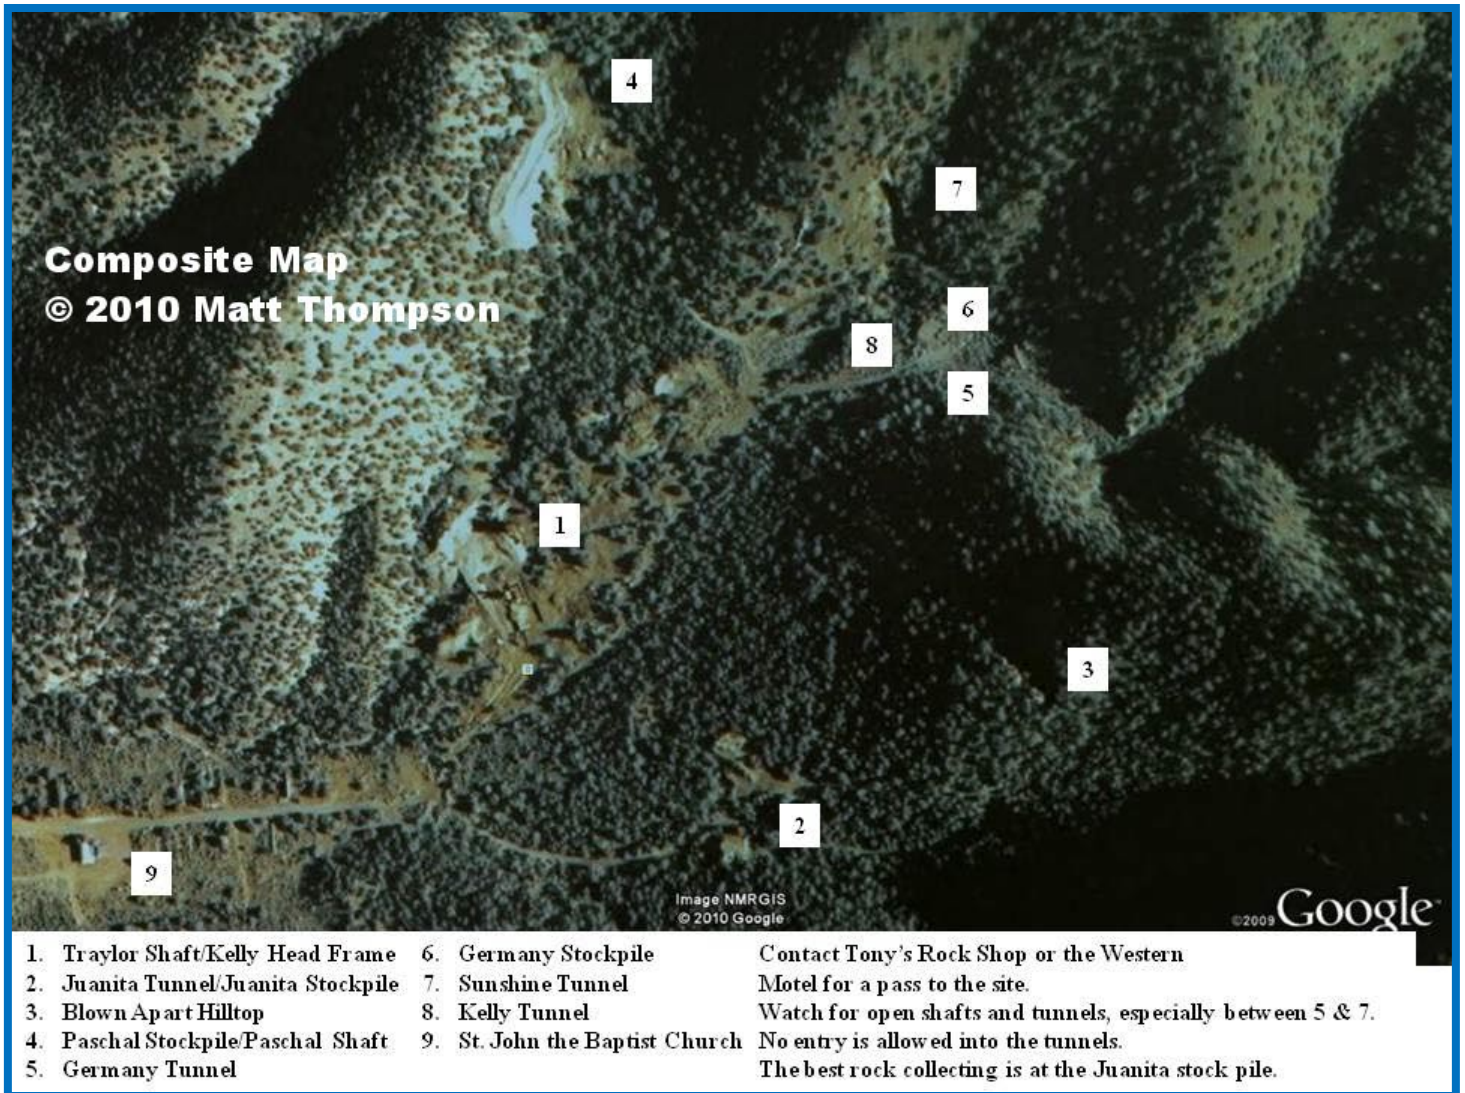 4
7
Composite Map
© 2010 Matt Thompson
6
8
5
1
3
2
9
Image NMRGIS
© 2010 Google
©2009 Google
1. Traylor Shaft/Kelly Head Frame
2. Juanita Tunnel/Juanita Stockpile
3. Blown Apart Hilltop
4. Paschal Stockpile/Paschal Shaft
5. Germany Tunnel
6. Germany Stockpile
7. Sunshine Tunnel
8. Kelly Tunnel
9. St. John the Baptist Church
Contact Tony's Rock Shop or the Western
Motel for a pass to the site.
Watch for open shafts and tunnels, especially between 5 & 7.
No entry is allowed into the tunnels.
The best rock collecting is at the Juanita stock pile.